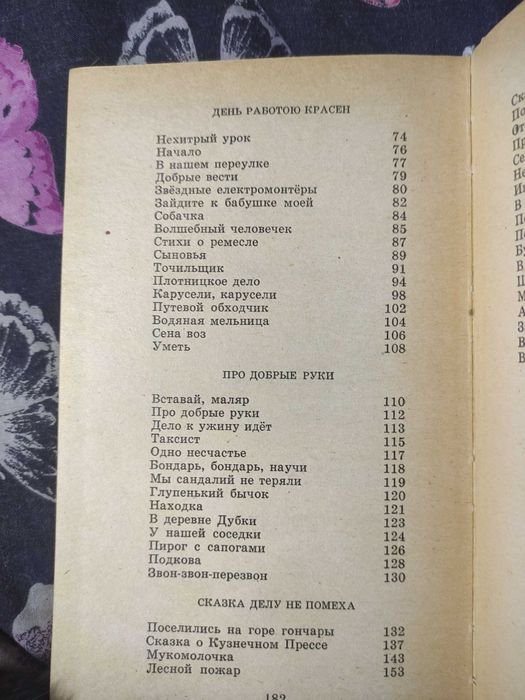 ДЕНЬ РАБОТОЮ КРАСЕН
Нехитрый урок 74
Начало 76
В нашем переулке 77
Добрые вести 79
Звёздные електромонтёры 80
Зайдите к бабушке моей 82
Собачка 84
Волшебный человечек 85
Стихи о ремесле 87
Сыновья 89
Точильщик 91
Плотницкое дело 94
Карусели, карусели 98
Путевой обходчик 102
Водяная мельница 104
Сена воз 106
Уметь 108
ПРО ДОБРЫЕ РУКИ
Вставай, маляр 110
Про добрые руки 112
Дело к ужину идёт 113
Таксист 115
Одно несчастье 117
Бондарь, бондарь, научи 118
Мы сандалий не теряли 119
Глупенький бычок 120
Находка 121
В деревне Дубки 123
У нашей соседки 124
Пирог с сапогами 126
Подкова 128
Звон-звон-перезвон 130
СКАЗКА ДЕЛУ НЕ ПОМЕХА
Поселились на горе гончары 132
Сказка о Кузнечном Прессе 137
Мукомолочка 143
Лесной пожар 153
182